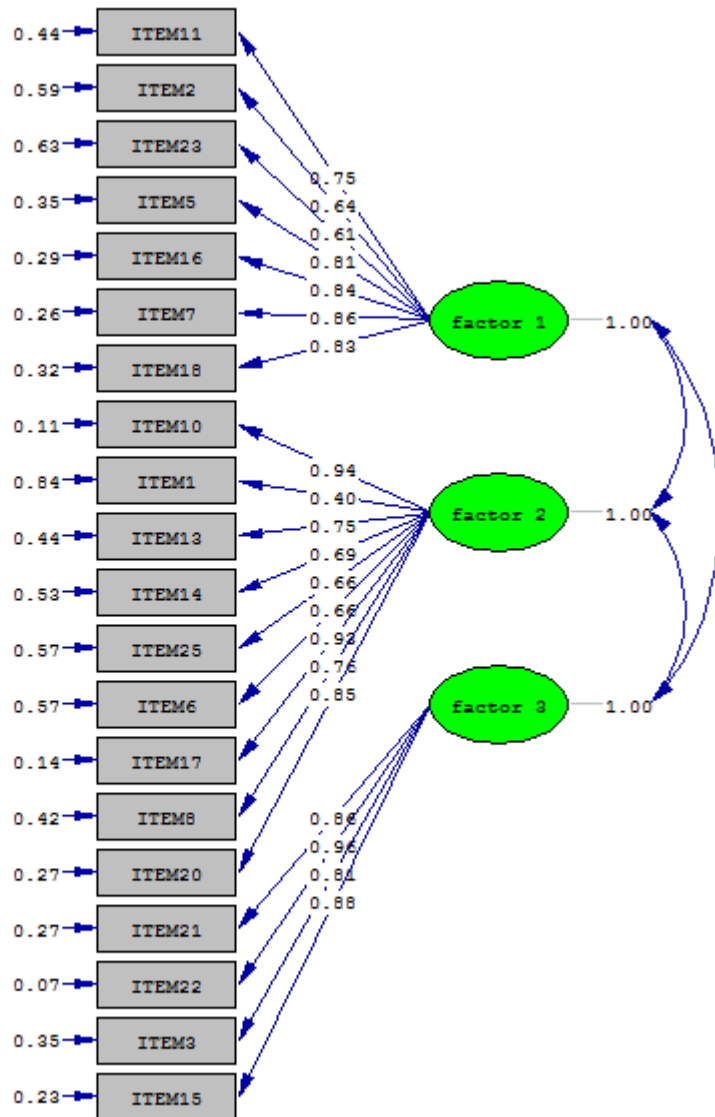 0.44 ITEM11
0.59 ITEM2
0.63 ITEM23
0.35 ITEM5
0.29 ITEM16
0.26 ITEM7
0.32 ITEM18
0.11 ITEM10
0.84 ITEM1
0.44 ITEM13
0.53 ITEM14
0.57 ITEM25
0.57 ITEM6
0.14 ITEM17
0.42 ITEM8
0.27 ITEM20
0.27 ITEM21
0.07 ITEM22
0.35 ITEM3
0.23 ITEM15
0.75
0.64
0.61
0.81
0.84
0.86
0.83
0.94
0.40
0.75
0.69
0.66
0.66
0.93
0.76
0.85
0.86
0.96
0.81
0.88
factor 1 1.00
factor 2 1.00
factor 3 1.00